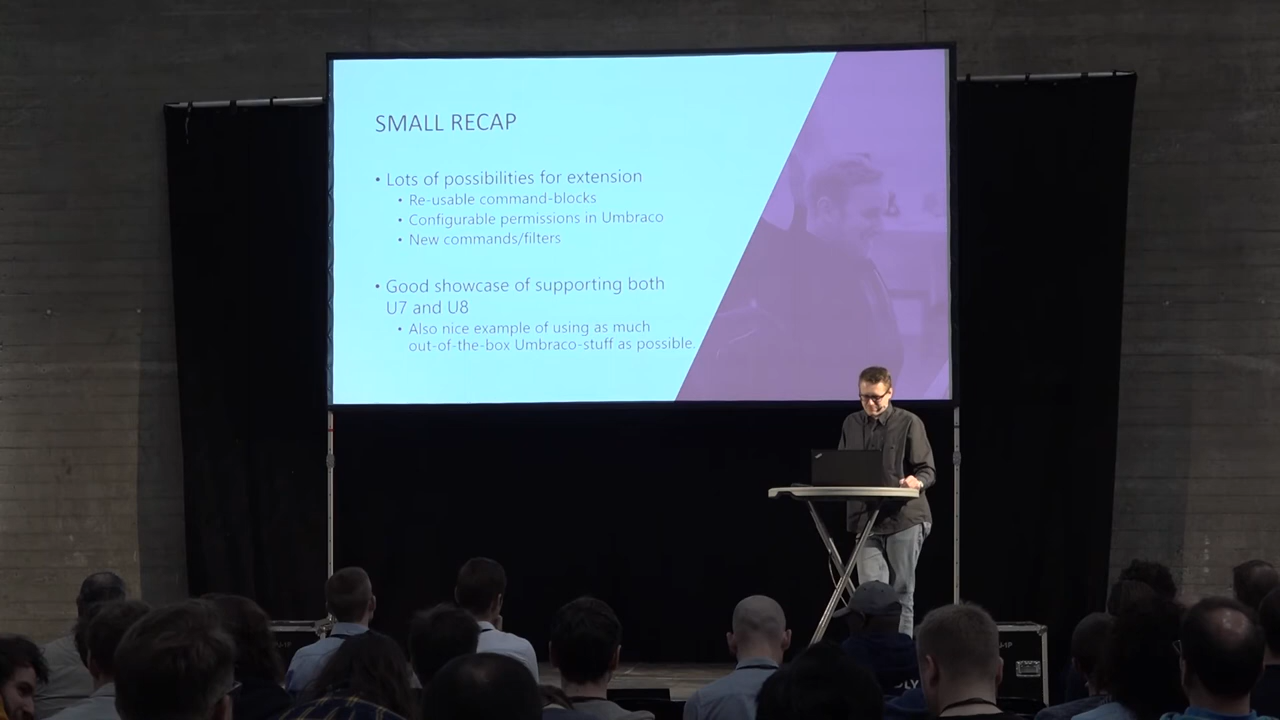 SMALL RECAP
• Lots of possibilities for extension
• Re-usable command-blocks
• Configurable permissions in Umbraco
• New commands/filters
• Good showcase of supporting both
U7 and U8
• Also nice example of using as much
out-of-the-box Umbraco-stuff as possible.